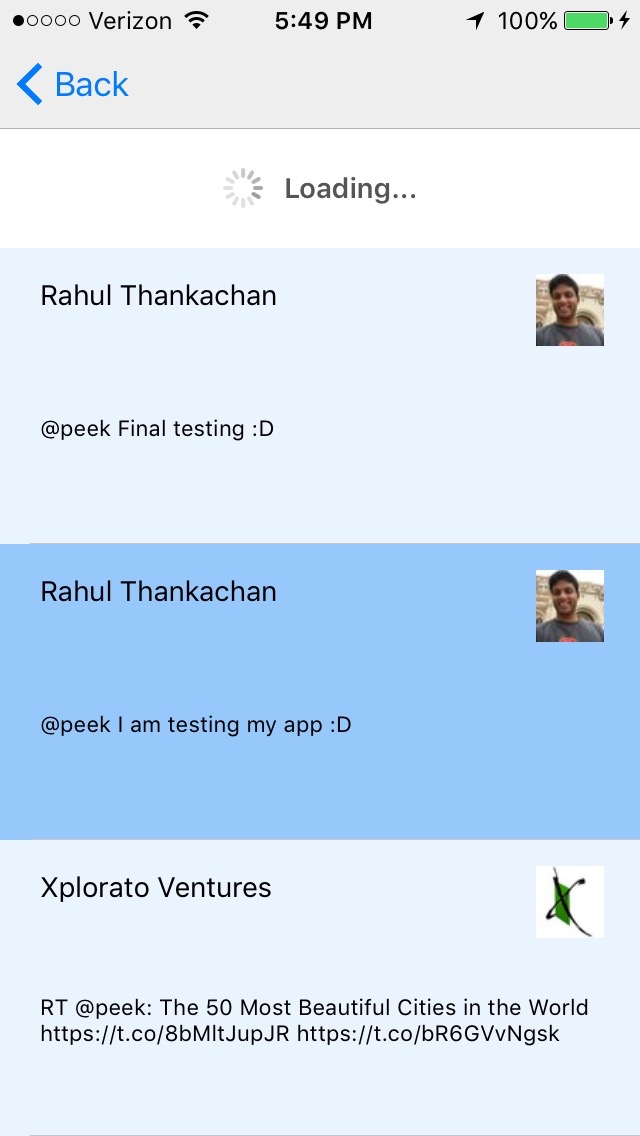 Verizon 5:49 PM 100%
Back
Loading...
Rahul Thankachan
@peek Final testing :D
Rahul Thankachan
@peek I am testing my app :D
Xplorato Ventures
RT @peek: The 50 Most Beautiful Cities in the World
https://t.co/8bMltJupJR https://t.co/bR6GVvNgsk